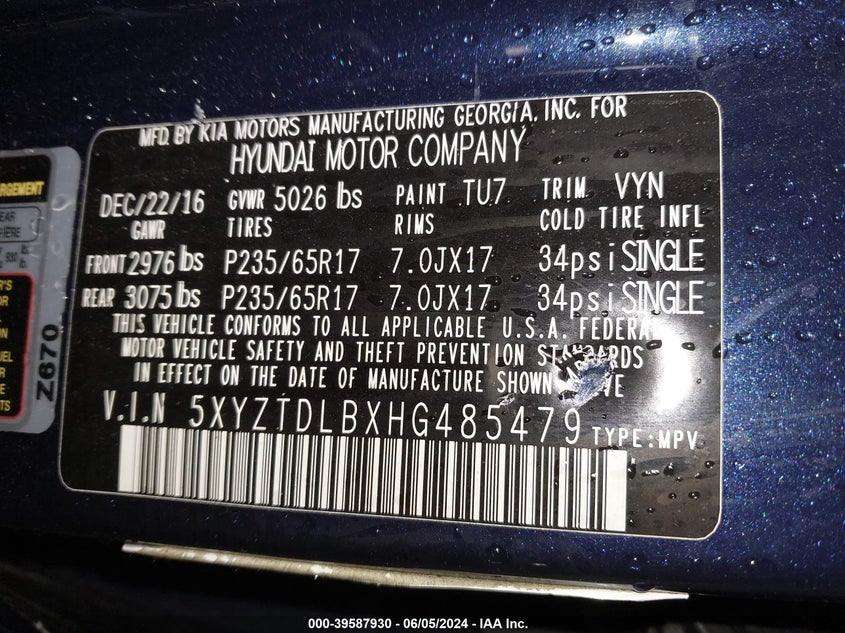 MFD. BY KIA MOTORS MANUFACTURING GEORGIA, INC. FOR
HYUNDAI MOTOR COMPANY
DEC/22/16 GVWR 5026 lbs PAINT TU7 TRIM VYN
GAWR TIRES RIMS COLD TIRE INFL
FRONT 2976 lbs P235/65R17 7.0JX17 34psi SINGLE
REAR 3075 lbs P235/65R17 7.0JX17 34psi SINGLE
THIS VEHICLE CONFORMS TO ALL APPLICABLE U.S.A. FEDERA
MOTOR VEHICLE SAFETY AND THEFT PREVENTION ST ARDS
IN EFFECT ON THE DATE OF MANUFACTURE SHOWN VE
V.I.N 5XYZTDLBXHG485479 TYPE:MPV
Z670
000-39587930 - 06/05/2024 - IAA Inc.